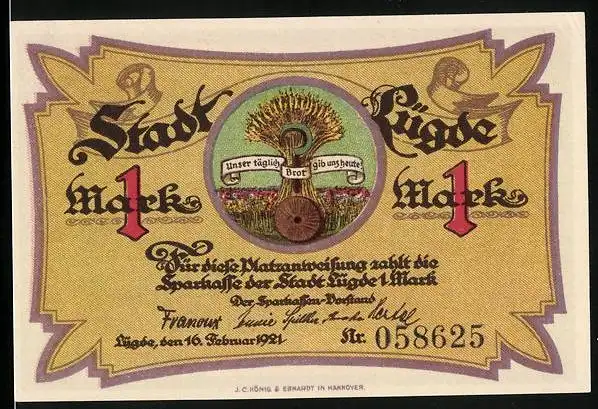 Stadt Lügde
Unser täglich Brot gib uns heute!
1 Mark 1 Mark
Für diese Platzanweisung zahlt die
Sparkasse der Stadt Lügde 1 Mark
Der Sparkassen-Vorstand
Lügde, den 16. Februar 1921 Nr. 058625
J. C. KÖNIG & EBHARDT IN HANNOVER.